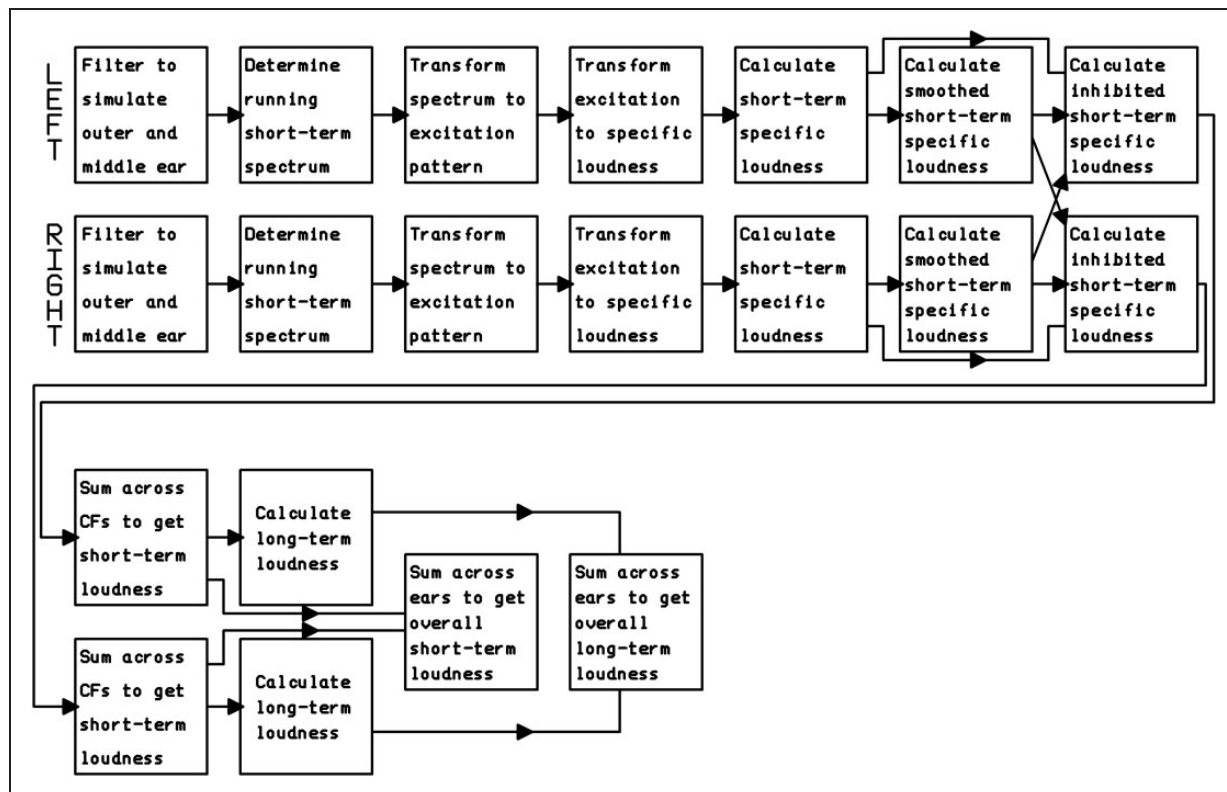 LEFT
Filter to
simulate
outer and
middle ear
Determine
running
short-term
spectrum
Transform
spectrum to
excitation
pattern
Transform
excitation
to specific
loudness
Calculate
short-term
specific
loudness
Calculate
smoothed
short-term
specific
loudness
Calculate
inhibited
short-term
specific
loudness
RIGHT
Filter to
simulate
outer and
middle ear
Determine
running
short-term
spectrum
Transform
spectrum to
excitation
pattern
Transform
excitation
to specific
loudness
Calculate
short-term
specific
loudness
Calculate
smoothed
short-term
specific
loudness
Calculate
inhibited
short-term
specific
loudness
Sum across
CFs to get
short-term
loudness
Calculate
long-term
loudness
Sum across
ears to get
overall
short-term
loudness
Sum across
ears to get
overall
long-term
loudness
Sum across
CFs to get
short-term
loudness
Calculate
long-term
loudness